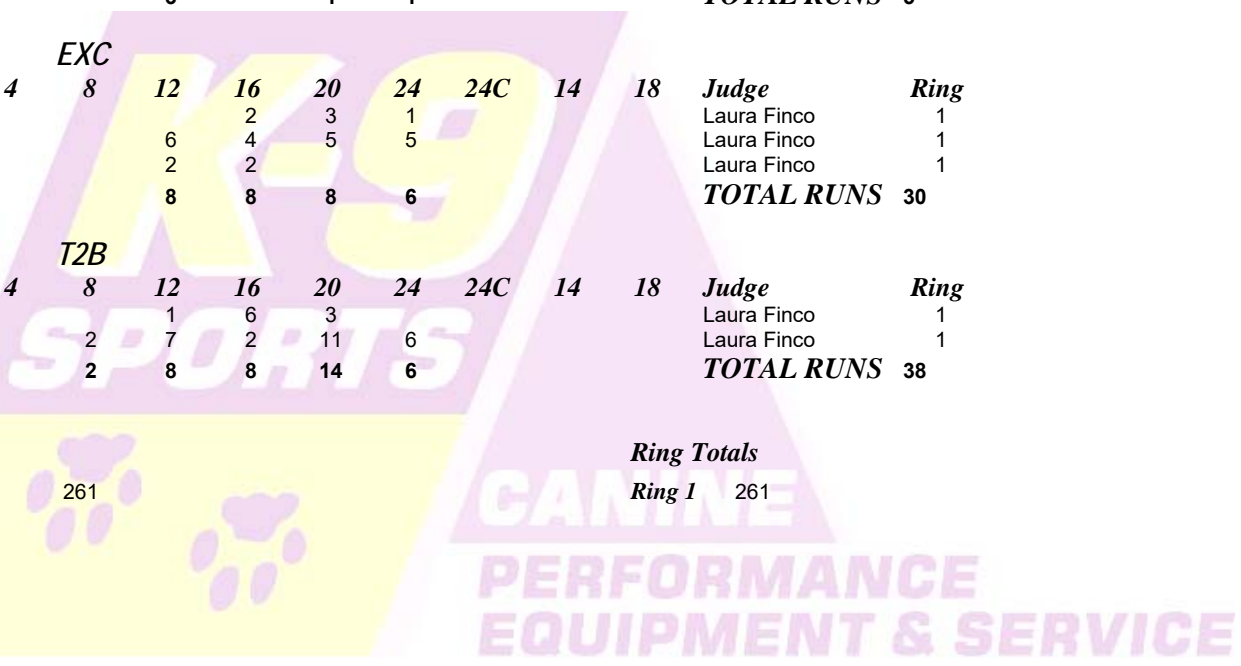 TOTAL RUNS
EXC
4 8 12 16 20 24 24C 14 18 Judge Ring
2 3 1 Laura Finco 1
6 4 5 5 Laura Finco 1
2 2 Laura Finco 1
8 8 8 6 TOTAL RUNS 30
T2B
4 8 12 16 20 24 24C 14 18 Judge Ring
1 6 3 Laura Finco 1
2 7 2 11 6 Laura Finco 1
2 8 8 14 6 TOTAL RUNS 38
Ring Totals
261 Ring 1 261
K-9
SPORTS
CANINE
PERFORMANCE
EQUIPMENT & SERVICE